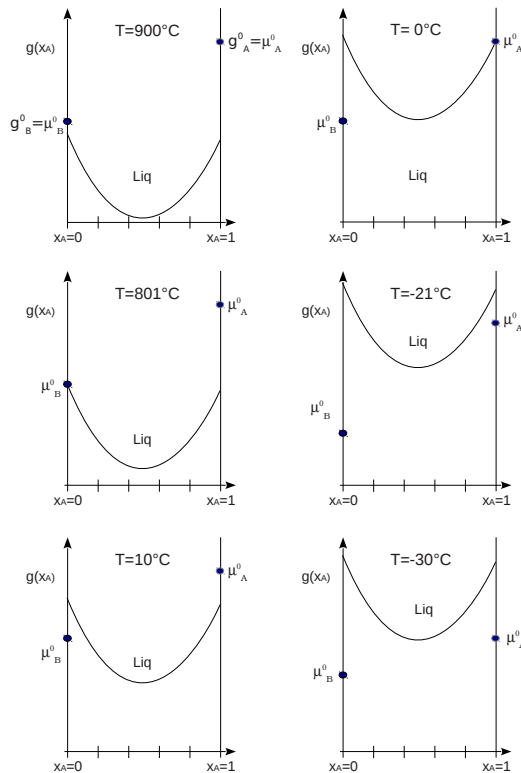 T=900°C
g(xA)
g⁰A=μ⁰A
g⁰B=μ⁰B
Liq
xA=0
xA=1
T= 0°C
g(xA)
μ⁰A
μ⁰B
Liq
xA=0
xA=1
T=801°C
g(xA)
μ⁰A
μ⁰B
Liq
xA=0
xA=1
T=-21°C
g(xA)
μ⁰A
Liq
μ⁰B
xA=0
xA=1
T=10°C
g(xA)
μ⁰A
μ⁰B
Liq
xA=0
xA=1
T=-30°C
g(xA)
Liq
μ⁰A
μ⁰B
xA=0
xA=1